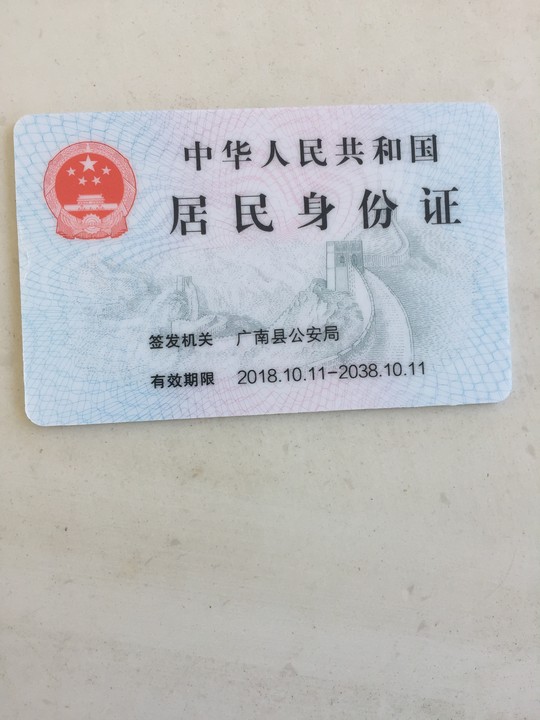 中华人民共和国
居民身份证
签发机关 广南县公安局
有效期限 2018.10.11-2038.10.11